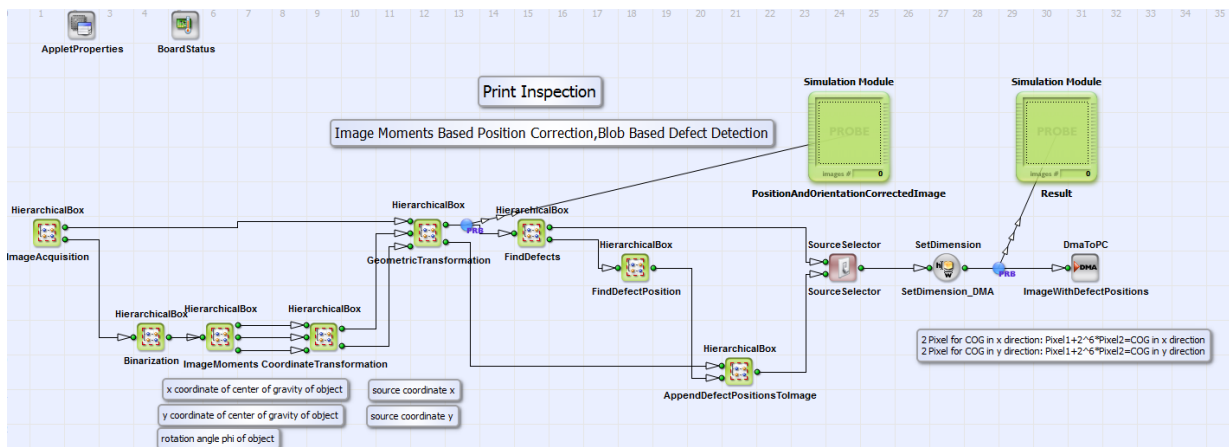 1 2 3 4 5 6 7 8 9 10 11 12 13 14 15 16 17 18 19 20 21 22 23 24 25 26 27 28 29 30 31 32 33 34 35
AppletProperties
BoardStatus
Print Inspection
Image Moments Based Position Correction,Blob Based Defect Detection
Simulation Module
PROBE
Images # 0
PositionAndOrientationCorrectedImage
Simulation Module
PROBE
Images # 0
Result
HierarchicalBox
ImageAcquisition
HierarchicalBox
GeometricTransformation
PRB
HierarchicalBox
FindDefects
HierarchicalBox
FindDefectPosition
SourceSelector
SourceSelector
SetDimension
SetDimension_DMA
PRB
DmaToPC
DMA
ImageWithDefectPositions
HierarchicalBox
Binarization
HierarchicalBox
ImageMoments
HierarchicalBox
CoordinateTransformation
HierarchicalBox
AppendDefectPositionsToImage
2 Pixel for COG in x direction: Pixel1+2^6*Pixel2=COG in x direction
2 Pixel for COG in y direction: Pixel1+2^6*Pixel2=COG in y direction
x coordinate of center of gravity of object
source coordinate x
y coordinate of center of gravity of object
source coordinate y
rotation angle phi of object